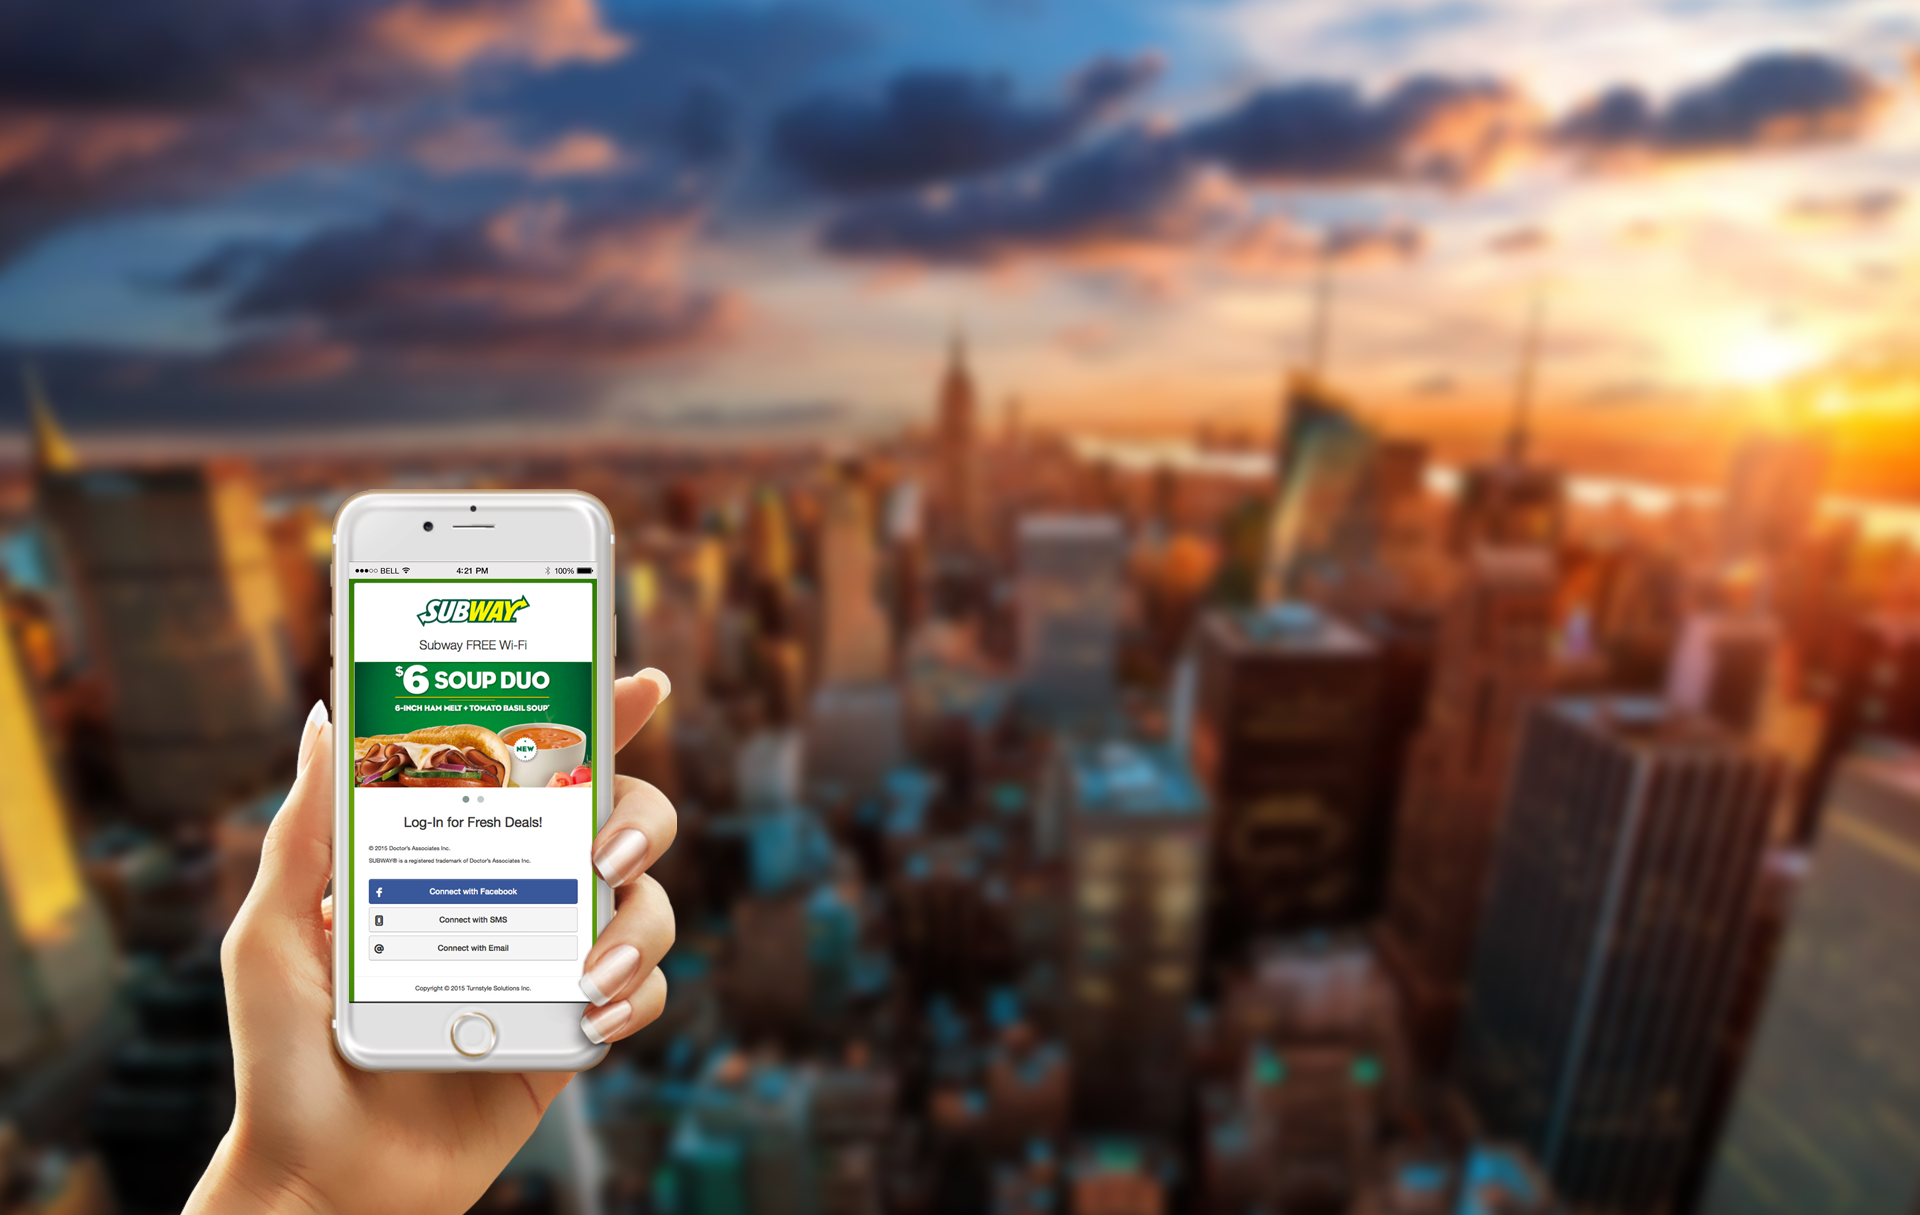 BELL 4:21 PM 100%
SUBWAY
Subway FREE Wi-Fi
$6 SOUP DUO
6-INCH HAM MELT + TOMATO BASIL SOUP*
NEW
Log-In for Fresh Deals!
© 2015 Doctor's Associates Inc.
SUBWAY® is a registered trademark of Doctor's Associates Inc.
f Connect with Facebook
Connect with SMS
@ Connect with Email
Copyright © 2015 Turnstyle Solutions Inc.